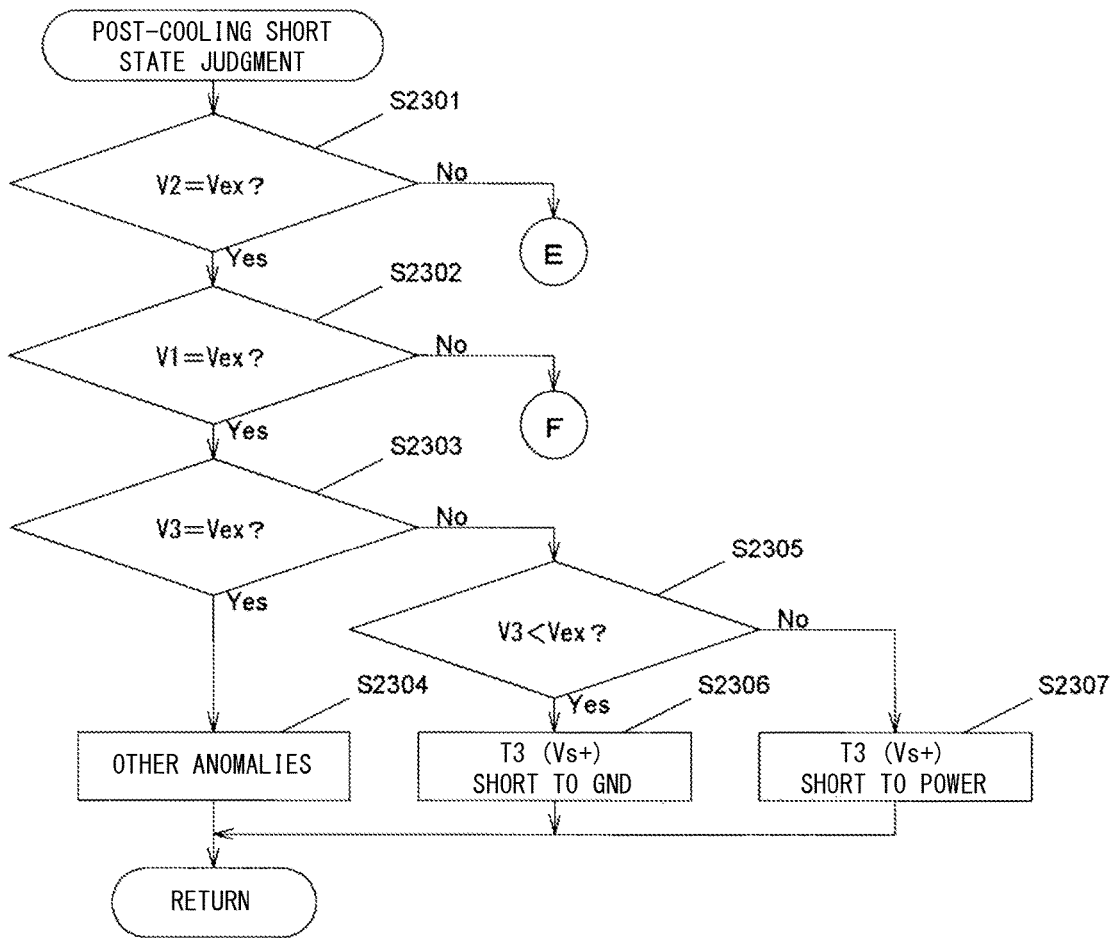 POST-COOLING SHORT
STATE JUDGMENT
S2301
V2=Vex?
No
E
Yes
S2302
V1=Vex?
No
F
Yes
S2303
V3=Vex?
No
S2305
Yes
V3<Vex?
No
S2304
S2306
S2307
Yes
OTHER ANOMALIES
T3 (Vs+)
SHORT TO GND
T3 (Vs+)
SHORT TO POWER
RETURN